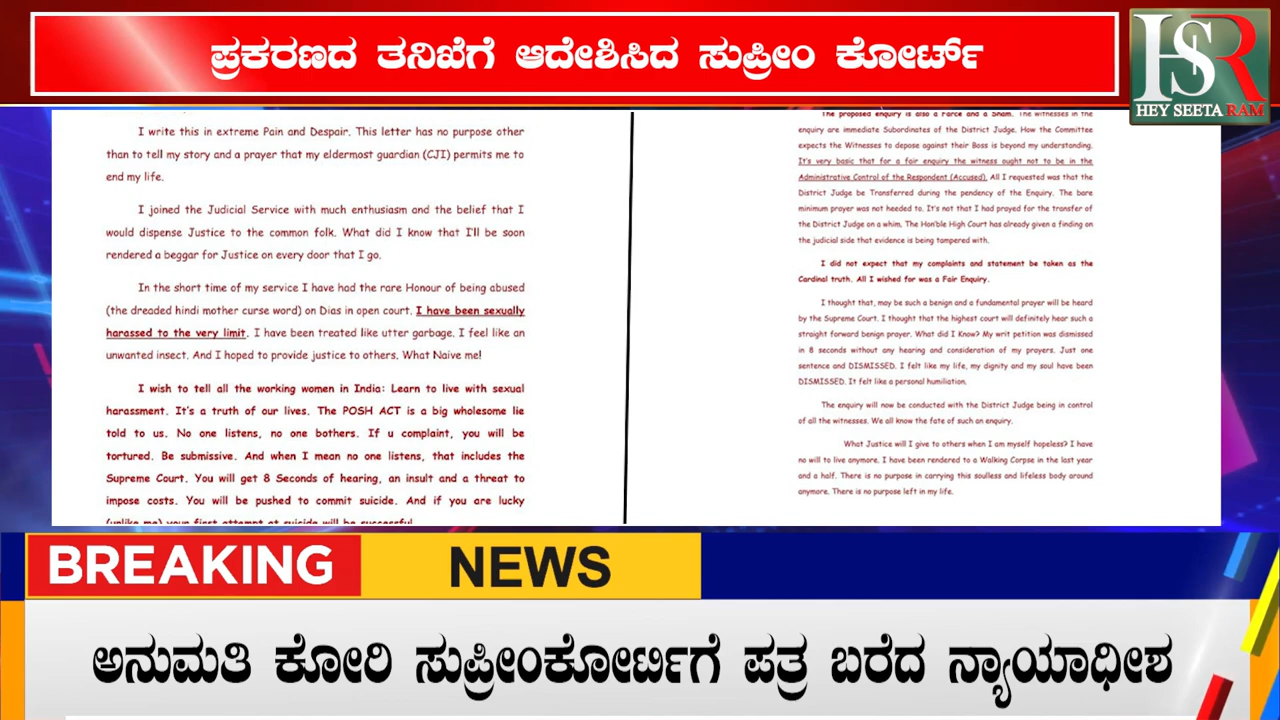 ಪ್ರಕರಣದ ತನಿಖೆಗೆ ಆದೇಶಿಸಿದ ಸುಪ್ರೀಂ ಕೋರ್ಟ್
HSR
HEY SEETA RAM
I write this in extreme Pain and Despair. This letter has no purpose other
than to tell my story and a prayer that my eldermost guardian (CJI) permits me to
end my life.
I joined the Judicial Service with much enthusiasm and the belief that I
would dispense Justice to the common folk. What did I know that I'll be soon
rendered a beggar for Justice on every door that I go.
In the short time of my service I have had the rare Honour of being abused
(the dreaded hindi mother curse word) on Dias in open court. I have been sexually
harassed to the very limit. I have been treated like utter garbage. I feel like an
unwanted insect. And I hoped to provide justice to others. What Naive me!
I wish to tell all the working women in India: Learn to live with sexual
harassment. It's a truth of our lives. The POSH ACT is a big wholesome lie
told to us. No one listens, no one bothers. If u complaint, you will be
tortured. Be submissive. And when I mean no one listens, that includes the
Supreme Court. You will get 8 Seconds of hearing, an insult and a threat to
impose costs. You will be pushed to commit suicide. And if you are lucky
(unlike me) your first attempt at suicide will be successful.
The proposed enquiry is also a Farce and a Sham. The witnesses in the
enquiry are immediate Subordinates of the District Judge. How the Committee
expects the Witnesses to depose against their Boss is beyond my understanding.
It's very basic that for a fair enquiry the witness ought not to be in the
Administrative Control of the Respondent (Accused). All I requested was that the
District Judge be Transferred during the pendency of the Enquiry. The bare
minimum prayer was not heeded to. It's not that I had prayed for the transfer of
the District Judge on a whim. The Hon'ble High Court has already given a finding on
the judicial side that evidence is being tampered with.
I did not expect that my complaints and statement be taken as the
Cardinal truth. All I wished for was a Fair Enquiry.
I thought that, may be such a benign and a fundamental prayer will be heard
by the Supreme Court. I thought that the highest court will definitely hear such a
straight forward benign prayer. What did I Know? My writ petition was dismissed
in 8 seconds without any hearing and consideration of my prayers. Just one
sentence and DISMISSED. I felt like my life, my dignity and my soul have been
DISMISSED. It felt like a personal humiliation.
The enquiry will now be conducted with the District Judge being in control
of all the witnesses. We all know the fate of such an enquiry.
What Justice will I give to others when I am myself hopeless? I have
no will to live anymore. I have been rendered to a Walking Corpse in the last year
and a half. There is no purpose in carrying this soulless and lifeless body around
anymore. There is no purpose left in my life.
BREAKING NEWS
ಅನುಮತಿ ಕೋರಿ ಸುಪ್ರೀಂಕೋರ್ಟಿಗೆ ಪತ್ರ ಬರೆದ ನ್ಯಾಯಾಧೀಶ